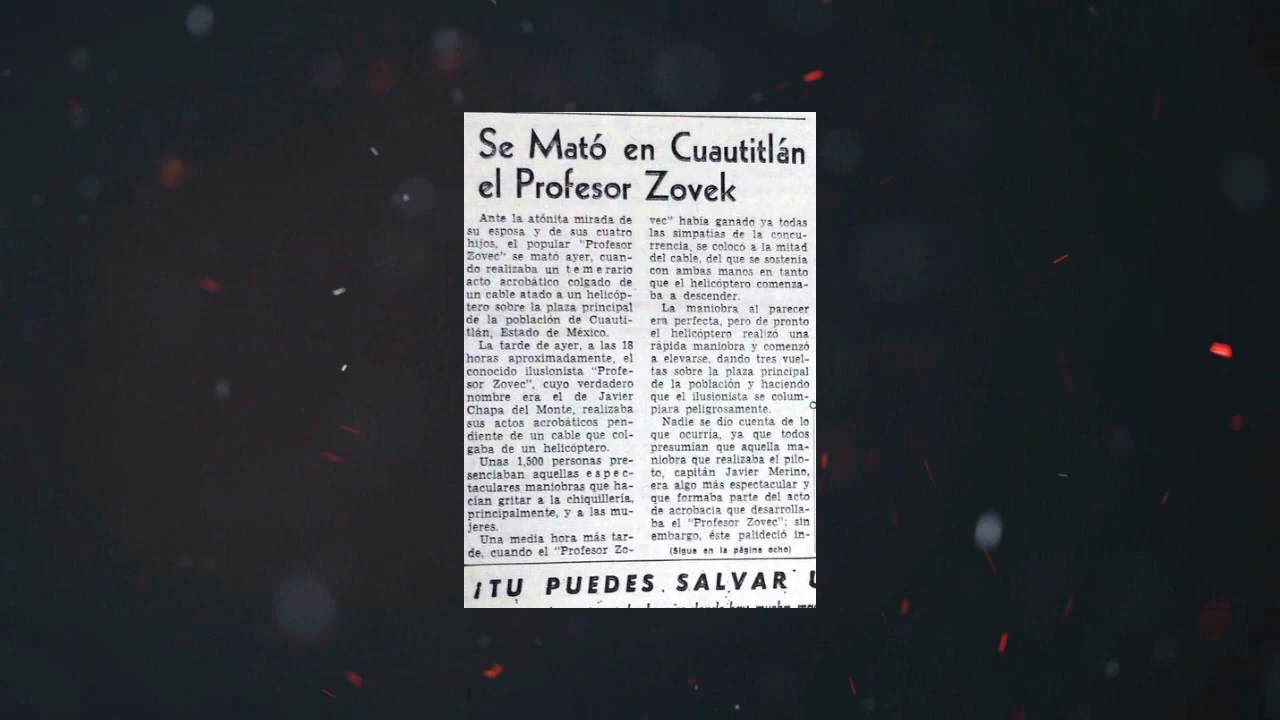 Se Mató en Cuautitlán
el Profesor Zovek
Ante la atónita mirada de
su esposa y de sus cuatro
hijos, el popular "Profesor
Zovec" se mató ayer, cuan-
do realizaba un temerario
acto acrobático colgado de
un cable atado a un helicóp-
tero sobre la plaza principal
de la población de Cuauti-
tlán, Estado de México.
La tarde de ayer, a las 18
horas aproximadamente, el
conocido ilusionista "Profe-
sor Zovec", cuyo verdadero
nombre era el de Javier
Chapa del Monte, realizaba
sus actos acrobáticos pen-
diente de un cable que col-
gaba de un helicóptero.
Unas 1,500 personas pre-
senciaban aquellas espec-
taculares maniobras que ha-
cían gritar a la chiquillería,
principalmente, y a las mu-
jeres.
Una media hora más tar-
de, cuando el "Profesor Zo-
vec" había ganado ya todas
las simpatías de la concu-
rrencia, se colocó a la mitad
del cable, del que se sostenía
con ambas manos en tanto
que el helicóptero comenza-
ba a descender.
La maniobra al parecer
era perfecta, pero de pronto
el helicóptero realizó una
rápida maniobra y comenzó
a elevarse, dando tres vuel-
tas sobre la plaza principal
de la población y haciendo
que el ilusionista se colum-
piara peligrosamente.
Nadie se dio cuenta de lo
que ocurría, ya que todos
presumían que aquella ma-
niobra que realizaba el pilo-
to, capitán Javier Merino,
era algo más espectacular y
que formaba parte del acto
de acrobacia que desarrolla-
ba el "Profesor Zovec"; sin
embargo, éste palideció in-
(Sigue en la página ocho)
¡TU PUEDES SALVAR